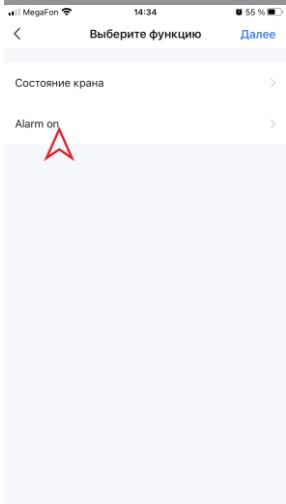 MegaFon 14:34 55 %
Выберите функцию Далее
Состояние крана
Alarm on